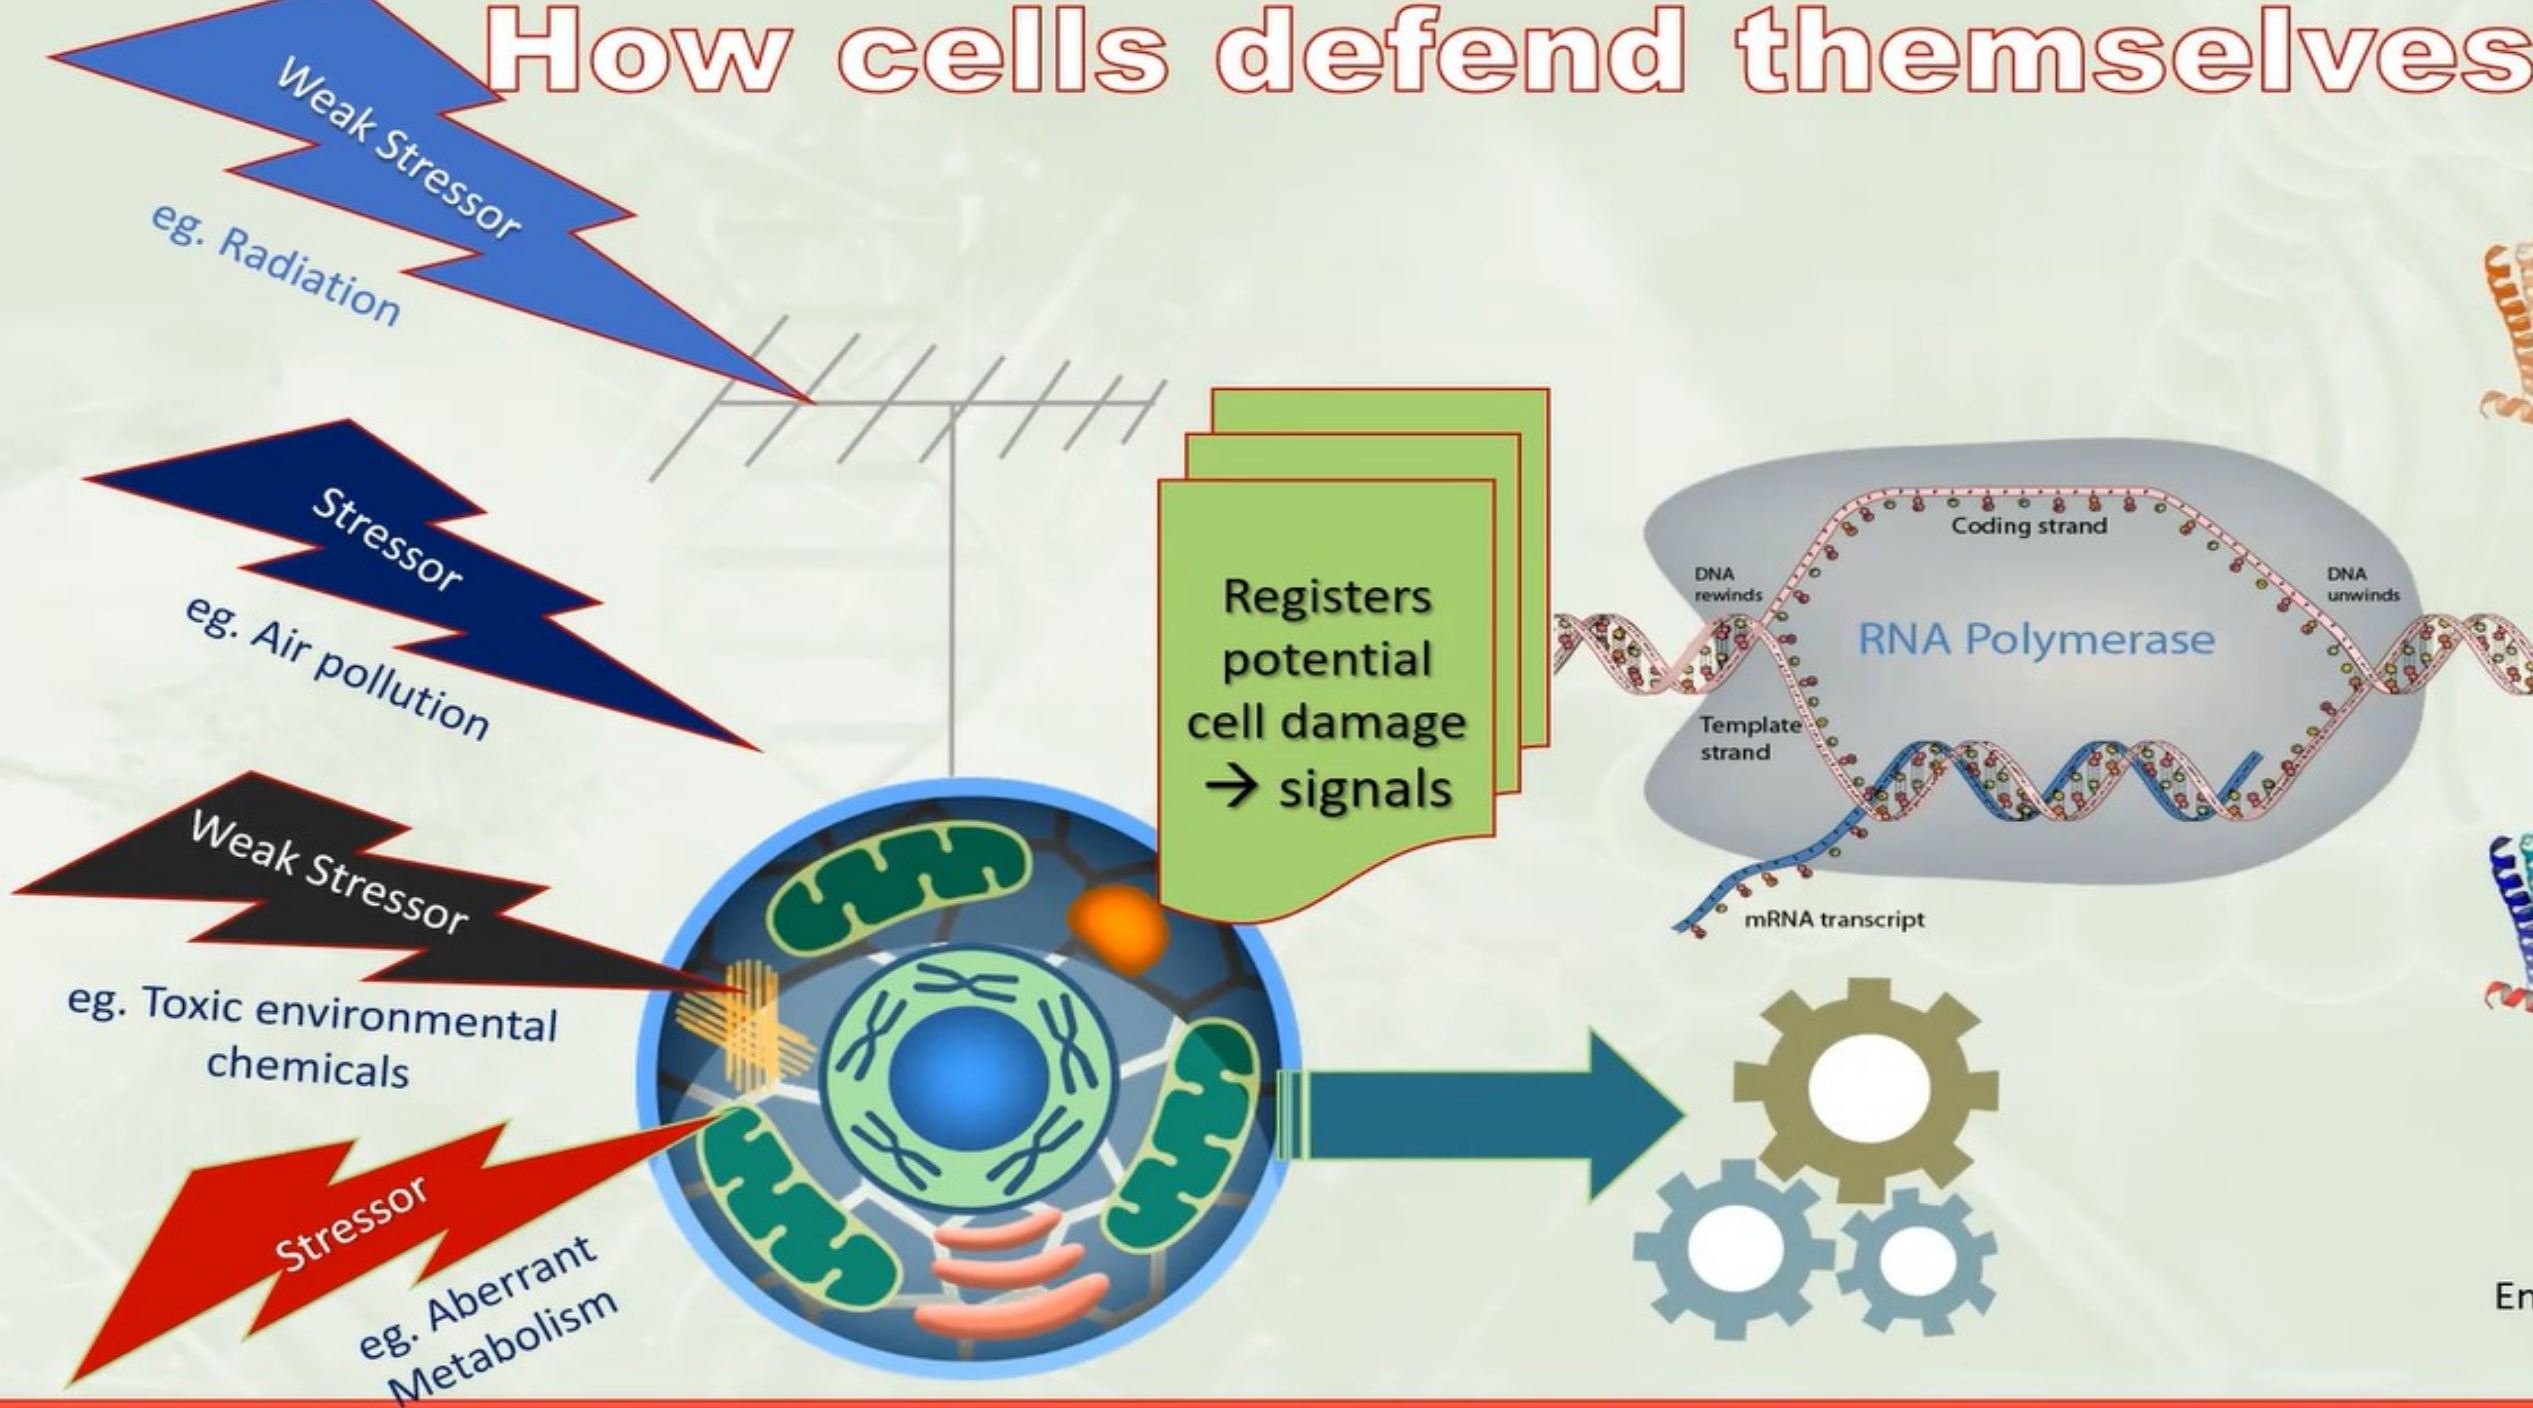 How cells defend themselves
Weak Stressor
eg. Radiation
Stressor
eg. Air pollution
Weak Stressor
eg. Toxic environmental
chemicals
Stressor
eg. Aberrant
Metabolism
Registers
potential
cell damage
→ signals
Coding strand
DNA
rewinds
DNA
unwinds
RNA Polymerase
Template
strand
mRNA transcript